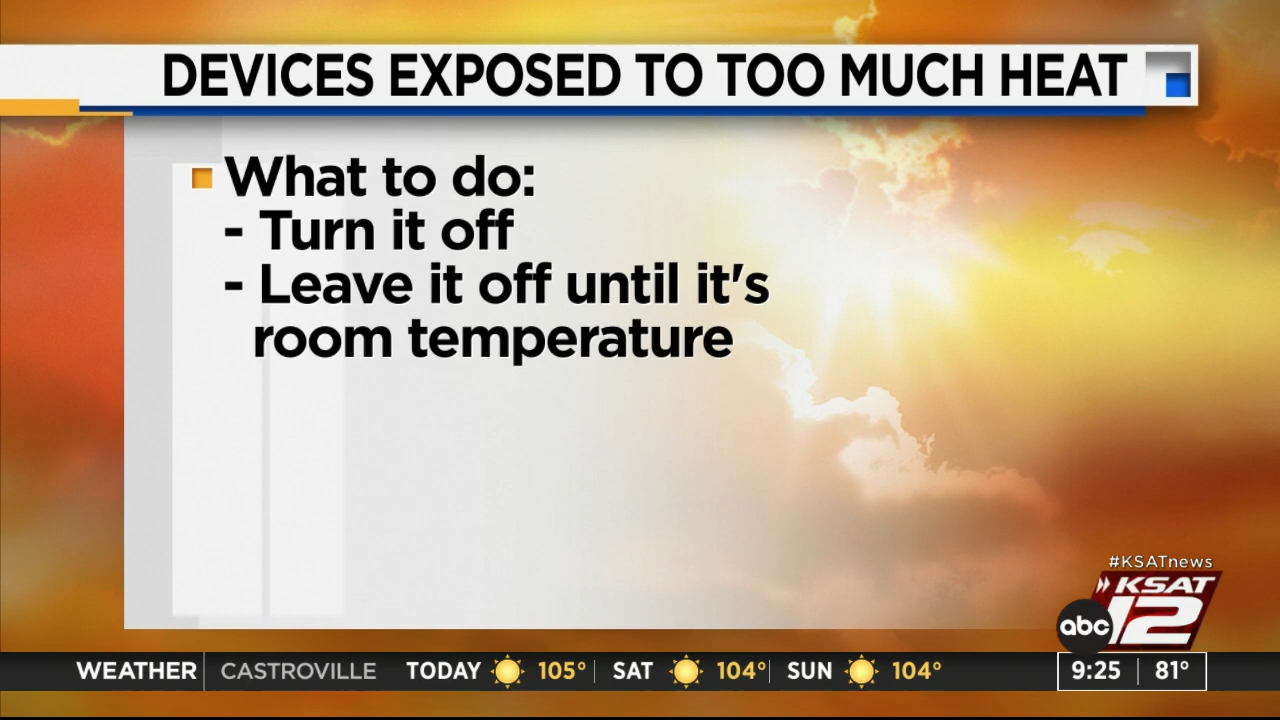 DEVICES EXPOSED TO TOO MUCH HEAT
What to do:
- Turn it off
- Leave it off until it's
room temperature
#KSATnews
KSAT
abc 12
WEATHER CASTROVILLE TODAY 105° SAT 104° SUN 104° 9:25 81°